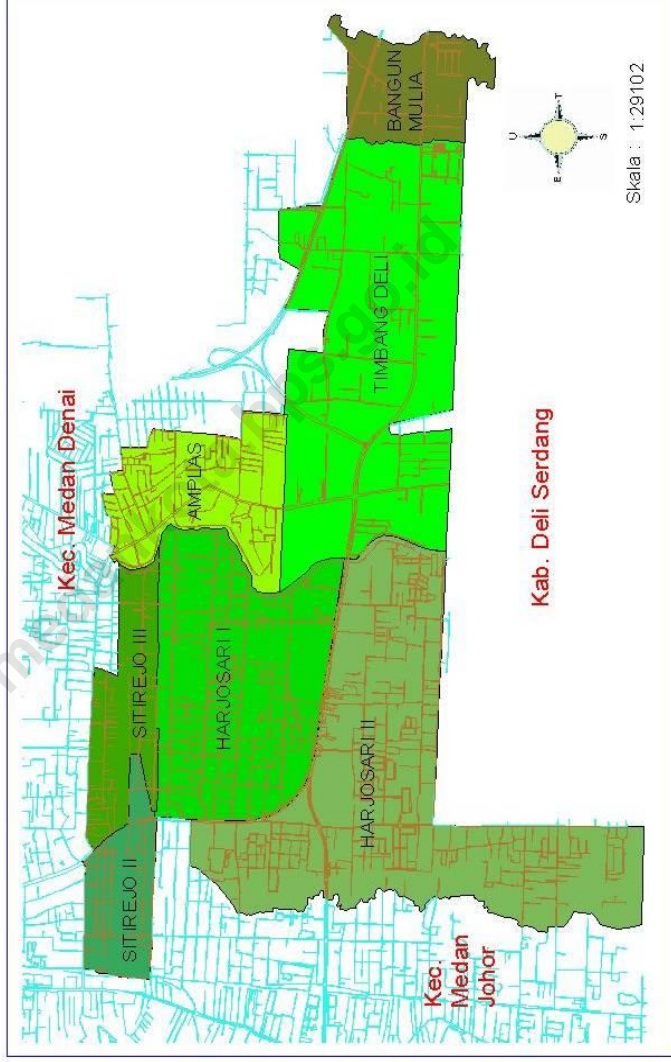 Kec. Medan Denai
SITIREJO III
SITIREJO II
AMPLAS
HARJOSARI I
HARJOSARI II
TIMBANG DELI
BANGUN
MULIA
Kec.
Medan
Johor
Kab. Deli Serdang
U
E
T
S
Skala : 1:29102